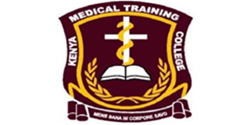 KENYA
MEDICAL TRAINING
COLLEGE
MENS SANA IN CORPORE SANO